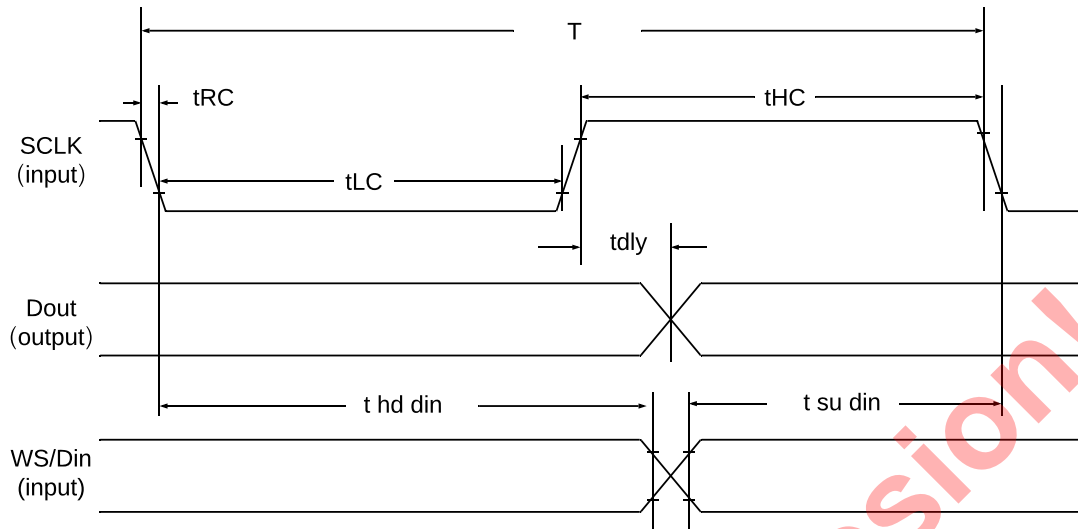 T
tRC
tHC
SCLK
（input）
tLC
tdly
Dout
（output）
t hd din
t su din
WS/Din
(input)